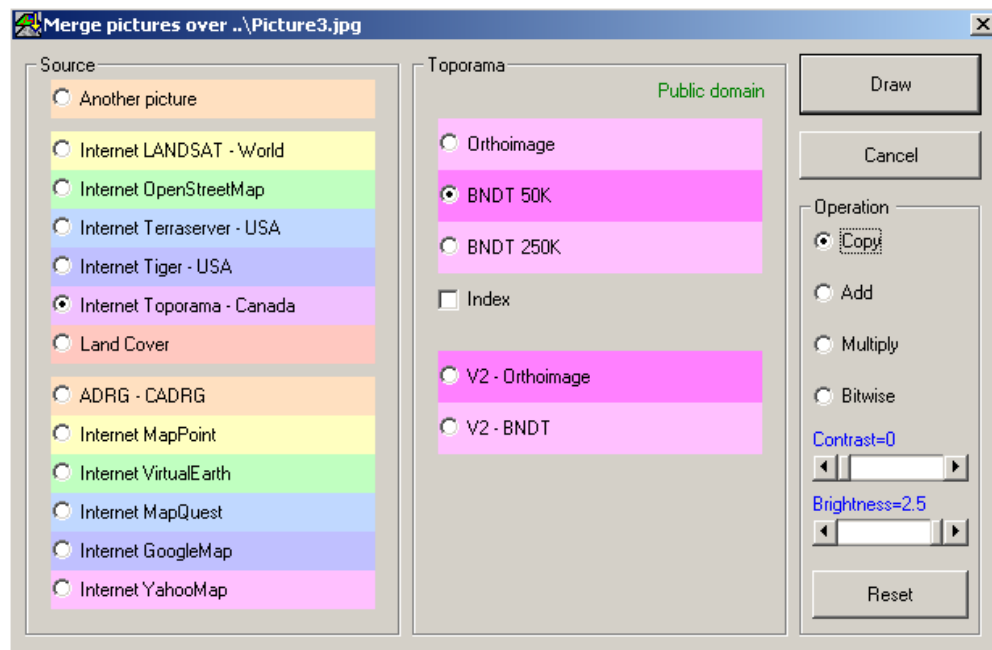 Merge pictures over ..\Picture3.jpg
Source
Another picture
Internet LANDSAT - World
Internet OpenStreetMap
Internet Terraserver - USA
Internet Tiger - USA
Internet Toporama - Canada
Land Cover
ADRG - CADRG
Internet MapPoint
Internet VirtualEarth
Internet MapQuest
Internet GoogleMap
Internet YahooMap
Toporama
Public domain
Orthoimage
BNDT 50K
BNDT 250K
Index
V2 - Orthoimage
V2 - BNDT
Draw
Cancel
Operation
Copy
Add
Multiply
Bitwise
Contrast=0
Brightness=2.5
Reset